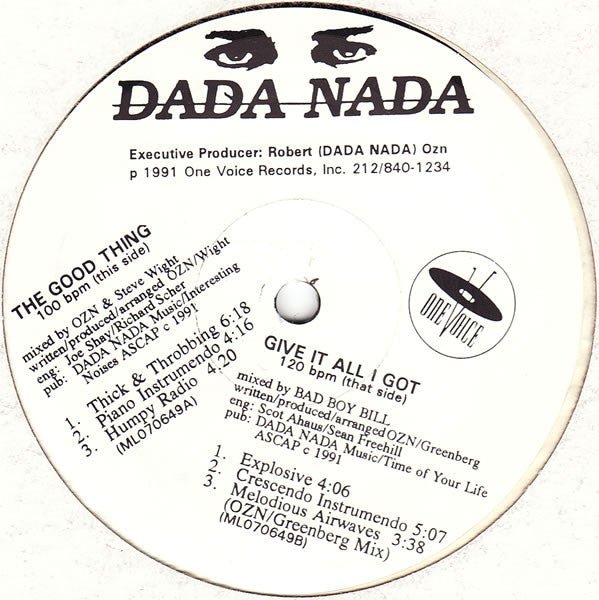 DADA NADA
Executive Producer: Robert (DADA NADA) Ozn
p 1991 One Voice Records, Inc. 212/840-1234
THE GOOD THING
100 bpm (this side)
mixed by OZN & Steve Wight
written/produced/arranged OZN/Wight
eng: Joe Shay/Richard Scher
pub: DADA NADA Music/Interesting
Noises ASCAP c 1991
1. Thick & Throbbing 6:18
2. Piano Instrumendo 4:16
3. Humpy Radio 4:20
(ML070649A)
ONE VOICE
GIVE IT ALL I GOT
120 bpm (that side)
mixed by BAD BOY BILL
written/produced/arrangedOZN/Greenberg
eng: Scot Ahaus/Sean Freehill
pub: DADA NADA Music/Time of Your Life
ASCAP c 1991
1. Explosive 4:06
2. Crescendo Instrumendo 5:07
3. Melodious Airwaves 3:38
(OZN/Greenberg Mix)
(ML070649B)